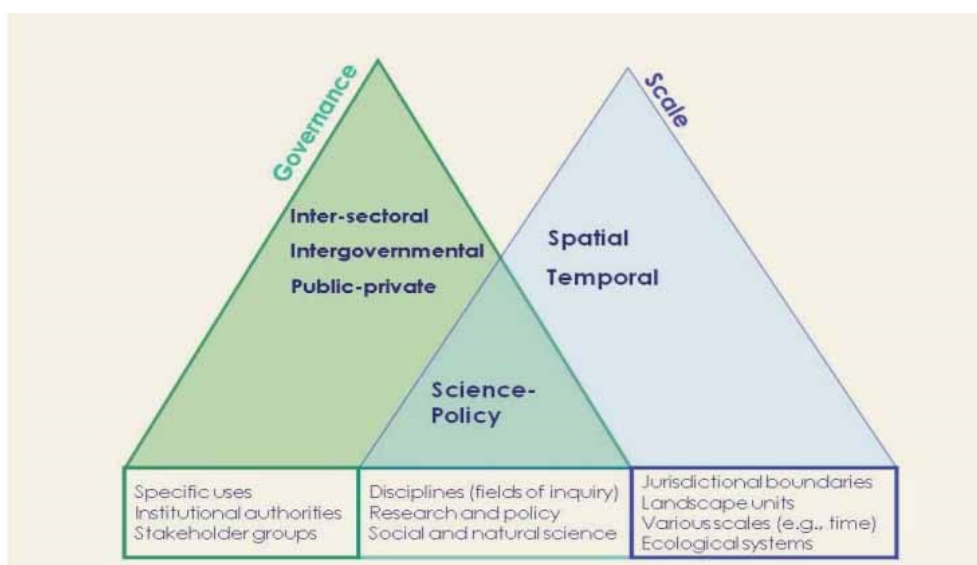 Governance
Scale
Inter-sectoral
Intergovernmental
Public-private
Spatial
Temporal
Science-
Policy
Specific uses
Institutional authorities
Stakeholder groups
Disciplines (fields of inquiry)
Research and policy
Social and natural science
Jurisdictional boundaries
Landscape units
Various scales (e.g., time)
Ecological systems